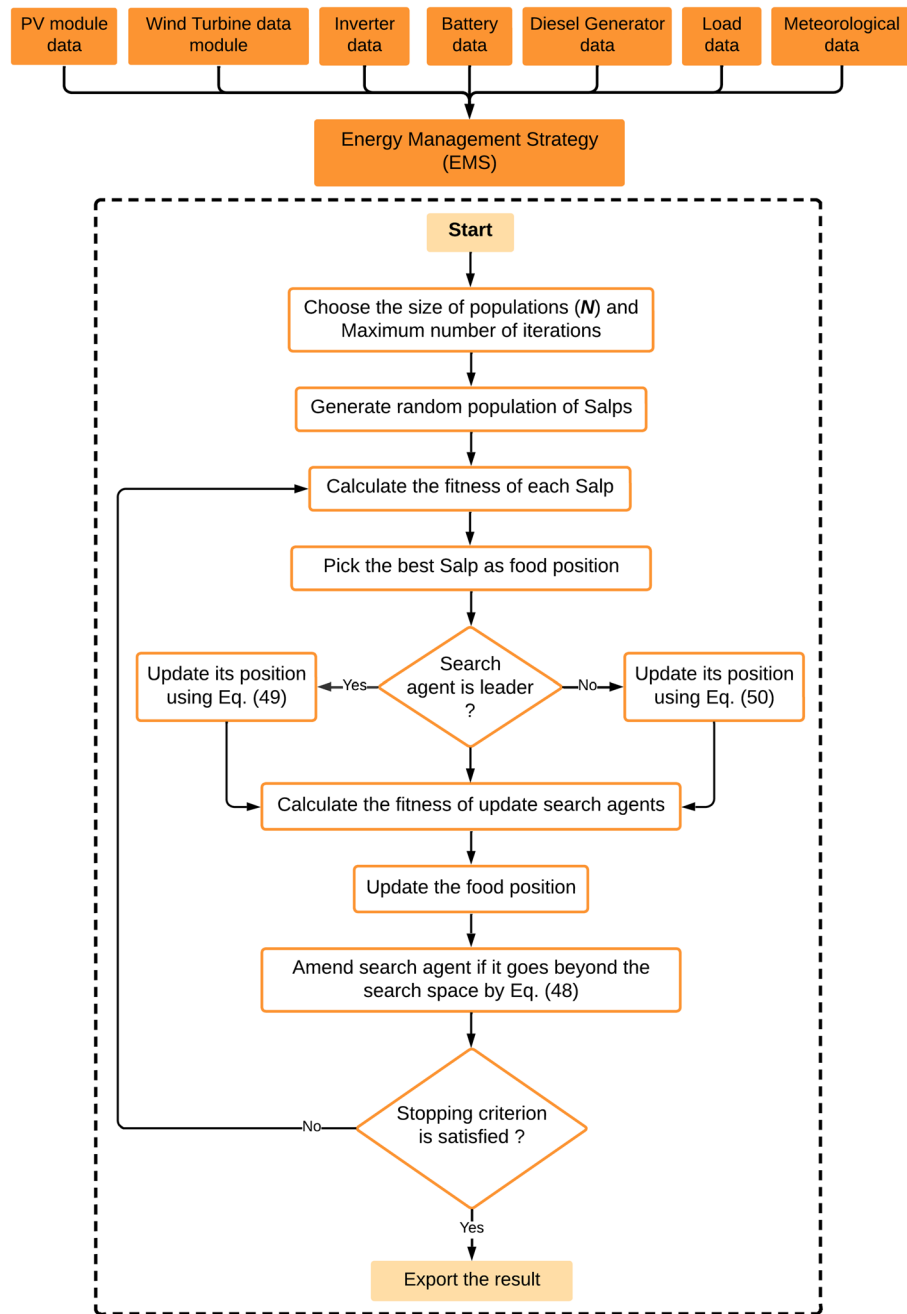 PV module
data
Wind Turbine data
module
Inverter
data
Battery
data
Diesel Generator
data
Load
data
Meteorological
data
Energy Management Strategy
(EMS)
Start
Choose the size of populations (N) and
Maximum number of iterations
Generate random population of Salps
Calculate the fitness of each Salp
Pick the best Salp as food position
Search
agent is leader
?
Yes
No
Update its position
using Eq. (49)
Update its position
using Eq. (50)
Calculate the fitness of update search agents
Update the food position
Amend search agent if it goes beyond the
search space by Eq. (48)
Stopping criterion
is satisfied ?
No
Yes
Export the result